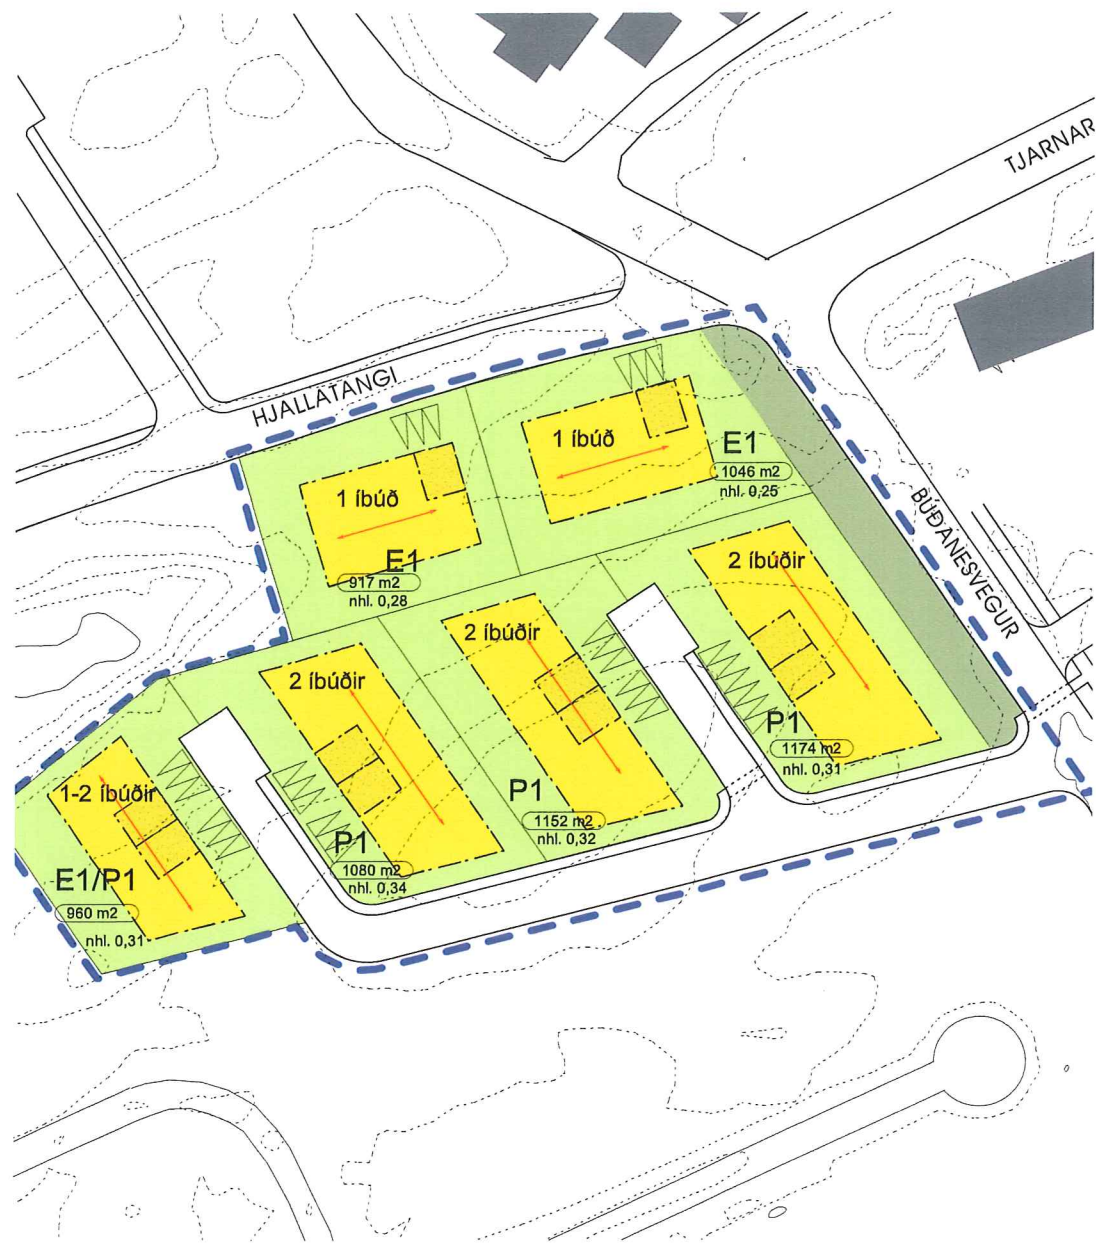 TJARNAR
HJALLATANGI
BÚÐANESVEGUR
1 íbúð
E1
1046 m2
nhl. 0,25
1 íbúð
E1
917 m2
nhl. 0,28
2 íbúðir
P1
1174 m2
nhl. 0,31
2 íbúðir
P1
1152 m2
nhl. 0,32
2 íbúðir
P1
1080 m2
nhl. 0,34
1-2 íbúðir
E1/P1
960 m2
nhl. 0,31